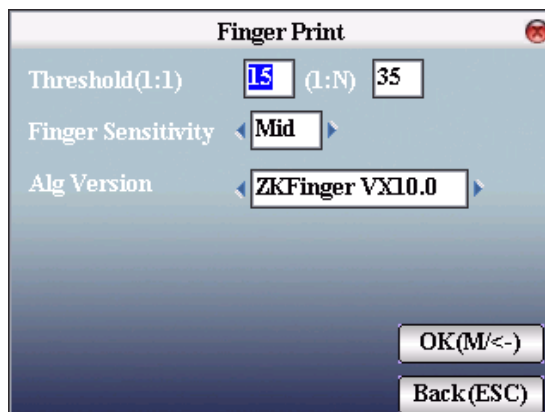 Finger Print
Threshold(1:1) 15 (1:N) 35
Finger Sensitivity Mid
Alg Version ZKFinger VX10.0
OK(M/<-)
Back(ESC)